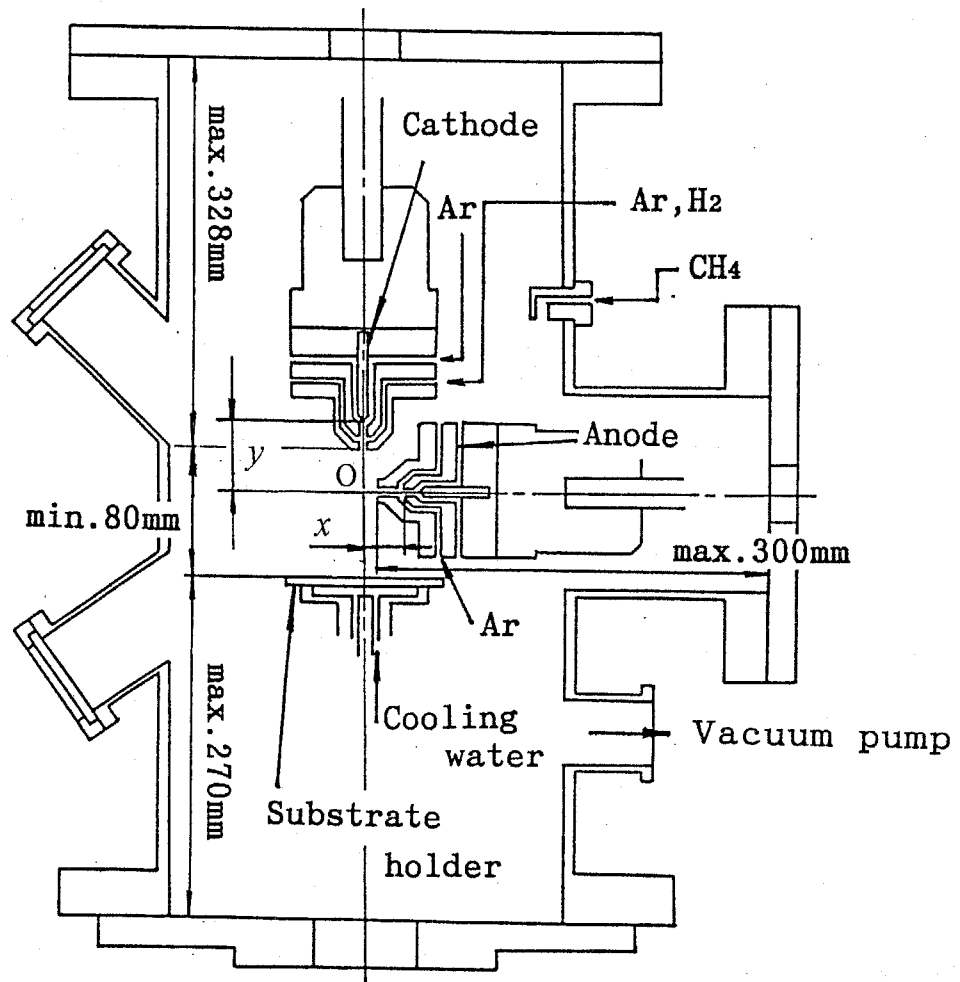 max.328mm
Cathode
Ar
Ar,H2
CH4
y
O
Anode
min.80mm
x
max.300mm
Ar
max.270mm
Cooling
water
Vacuum pump
Substrate
holder